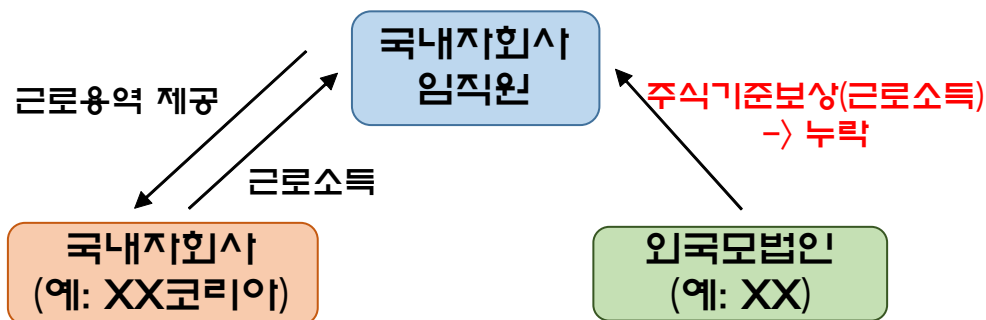 국내자회사
임직원
근로용역 제공
주식기준보상(근로소득)
-> 누락
근로소득
국내자회사
(예: XX코리아)
외국모법인
(예: XX)